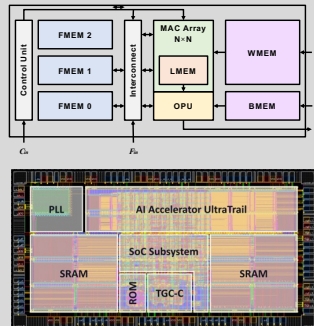 Control Unit
FMEM 2
FMEM 1
FMEM 0
Interconnect
MAC Array
N×N
LMEM
OPU
WMEM
BMEM
C_in
F_in
PLL
AI Accelerator UltraTrail
SoC Subsystem
SRAM
SRAM
ROM
TGC-C